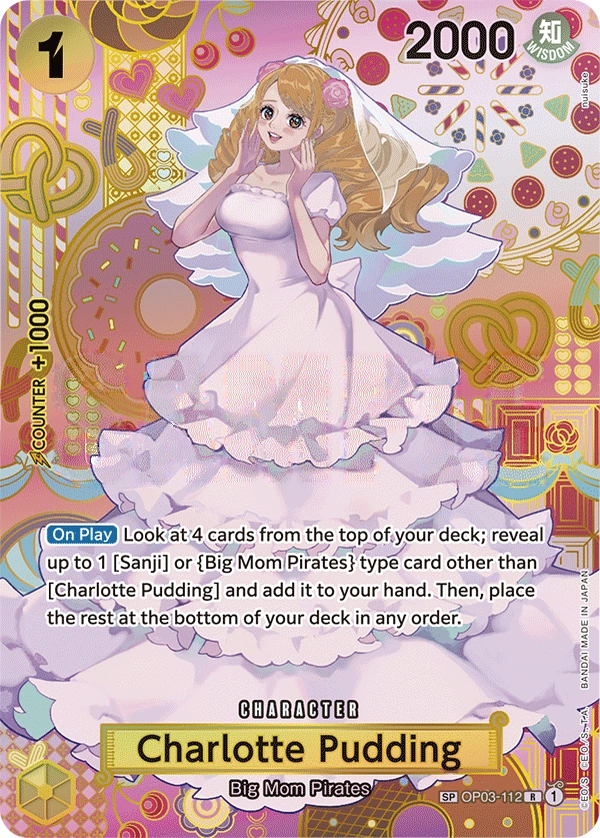 1
2000
知
WISDOM
nuisuke
COUNTER +1000
On Play Look at 4 cards from the top of your deck; reveal
up to 1 [Sanji] or {Big Mom Pirates} type card other than
[Charlotte Pudding] and add it to your hand. Then, place
the rest at the bottom of your deck in any order.
BANDAI MADE IN JAPAN
CHARACTER
Charlotte Pudding
Big Mom Pirates
SP OP03-112 R 1